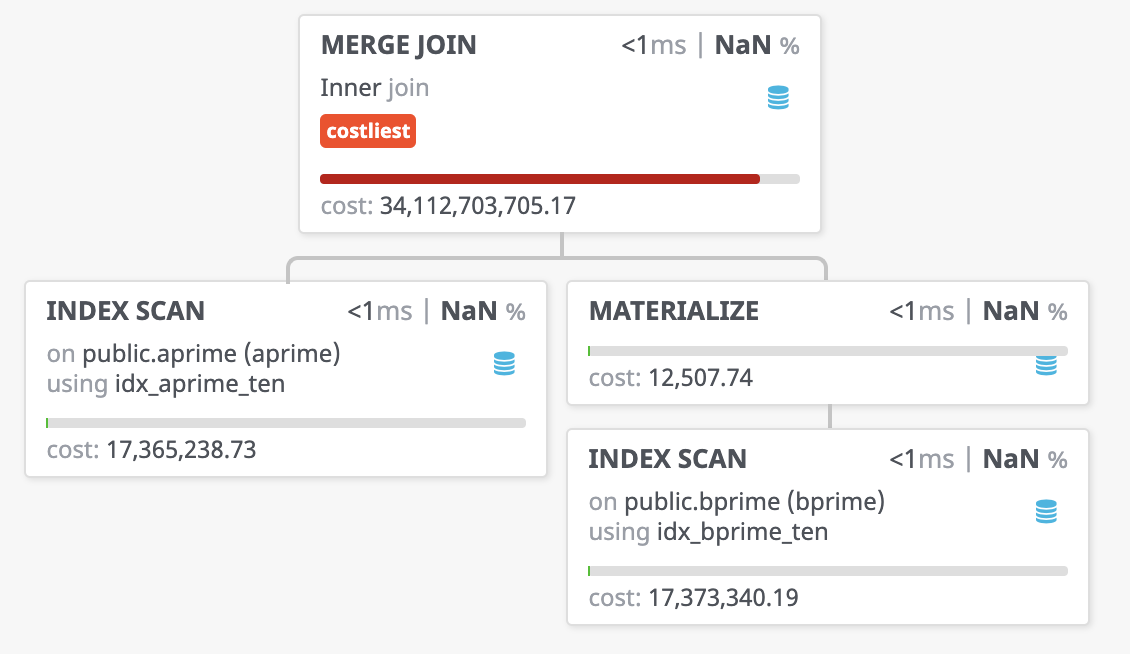 MERGE JOIN <1ms | NaN %
Inner join
costliest
cost: 34,112,703,705.17
INDEX SCAN <1ms | NaN %
on public.aprime (aprime)
using idx_aprime_ten
cost: 17,365,238.73
MATERIALIZE <1ms | NaN %
cost: 12,507.74
INDEX SCAN <1ms | NaN %
on public.bprime (bprime)
using idx_bprime_ten
cost: 17,373,340.19